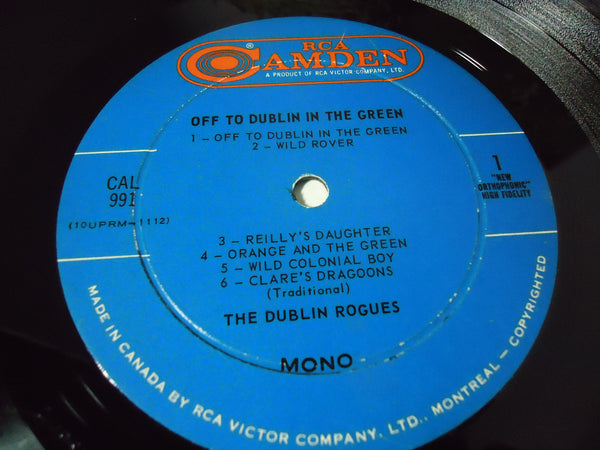 RCA
CAMDEN
®
A PRODUCT OF RCA VICTOR COMPANY, LTD.
OFF TO DUBLIN IN THE GREEN
1 – OFF TO DUBLIN IN THE GREEN
2 – WILD ROVER
CAL
991
(10UPRM-1112)
1
"NEW
ORTHOPHONIC"
HIGH FIDELITY
3 – REILLY'S DAUGHTER
4 – ORANGE AND THE GREEN
5 – WILD COLONIAL BOY
6 – CLARE'S DRAGOONS
(Traditional)
THE DUBLIN ROGUES
MONO
MADE IN CANADA BY RCA VICTOR COMPANY, LTD., MONTREAL – COPYRIGHTED